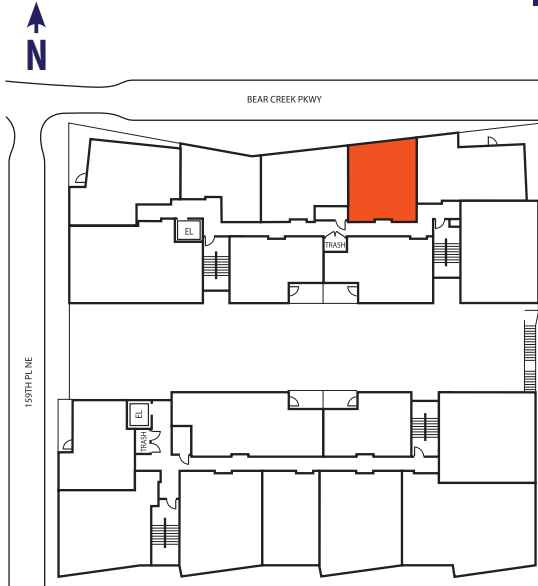 N
BEAR CREEK PKWY
EL
TRASH
159TH PL NE
EL
TRASH